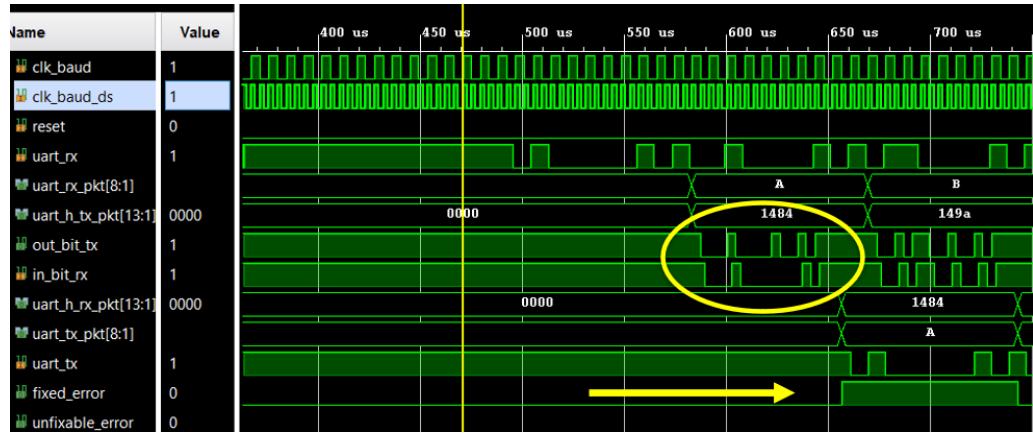 Name Value 400 us 450 us 500 us 550 us 600 us 650 us 700 us
clk_baud 1
clk_baud_ds 1
reset 0
uart_rx 1
uart_rx_pkt[8:1] A B
uart_h_tx_pkt[13:1] 0000 0000 1484 149a
out_bit_tx 1
in_bit_rx 1
uart_h_rx_pkt[13:1] 0000 0000 1484
uart_tx_pkt[8:1] A
uart_tx 1
fixed_error 0
unfixable_error 0